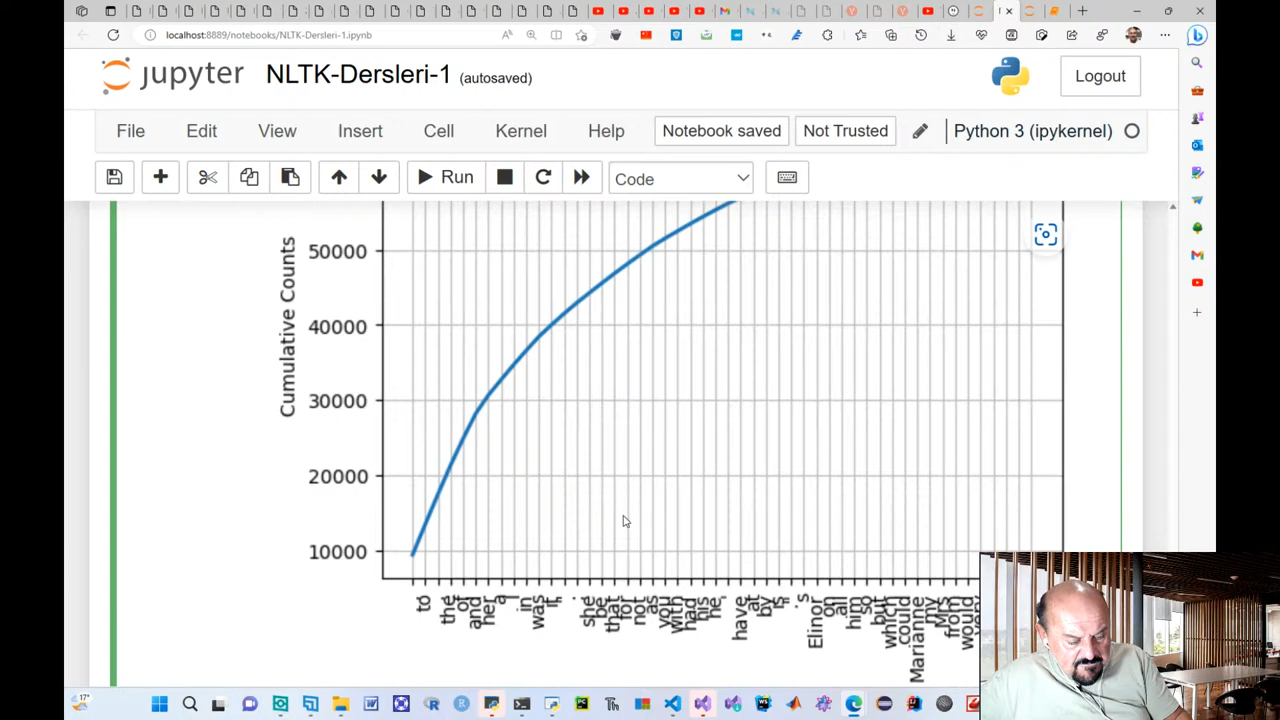 localhost:8889/notebooks/NLTK-Dersleri-1.ipynb
jupyter NLTK-Dersleri-1 (autosaved) Logout
File Edit View Insert Cell Kernel Help Notebook saved Not Trusted Python 3 (ipykernel)
Run Code
Cumulative Counts
50000
40000
30000
20000
10000
to the of and her a I in was it ; she be that for not as you with had his he ' have at by is " s Elinor on all him so but which could Marianne my Mrs from would very
17°